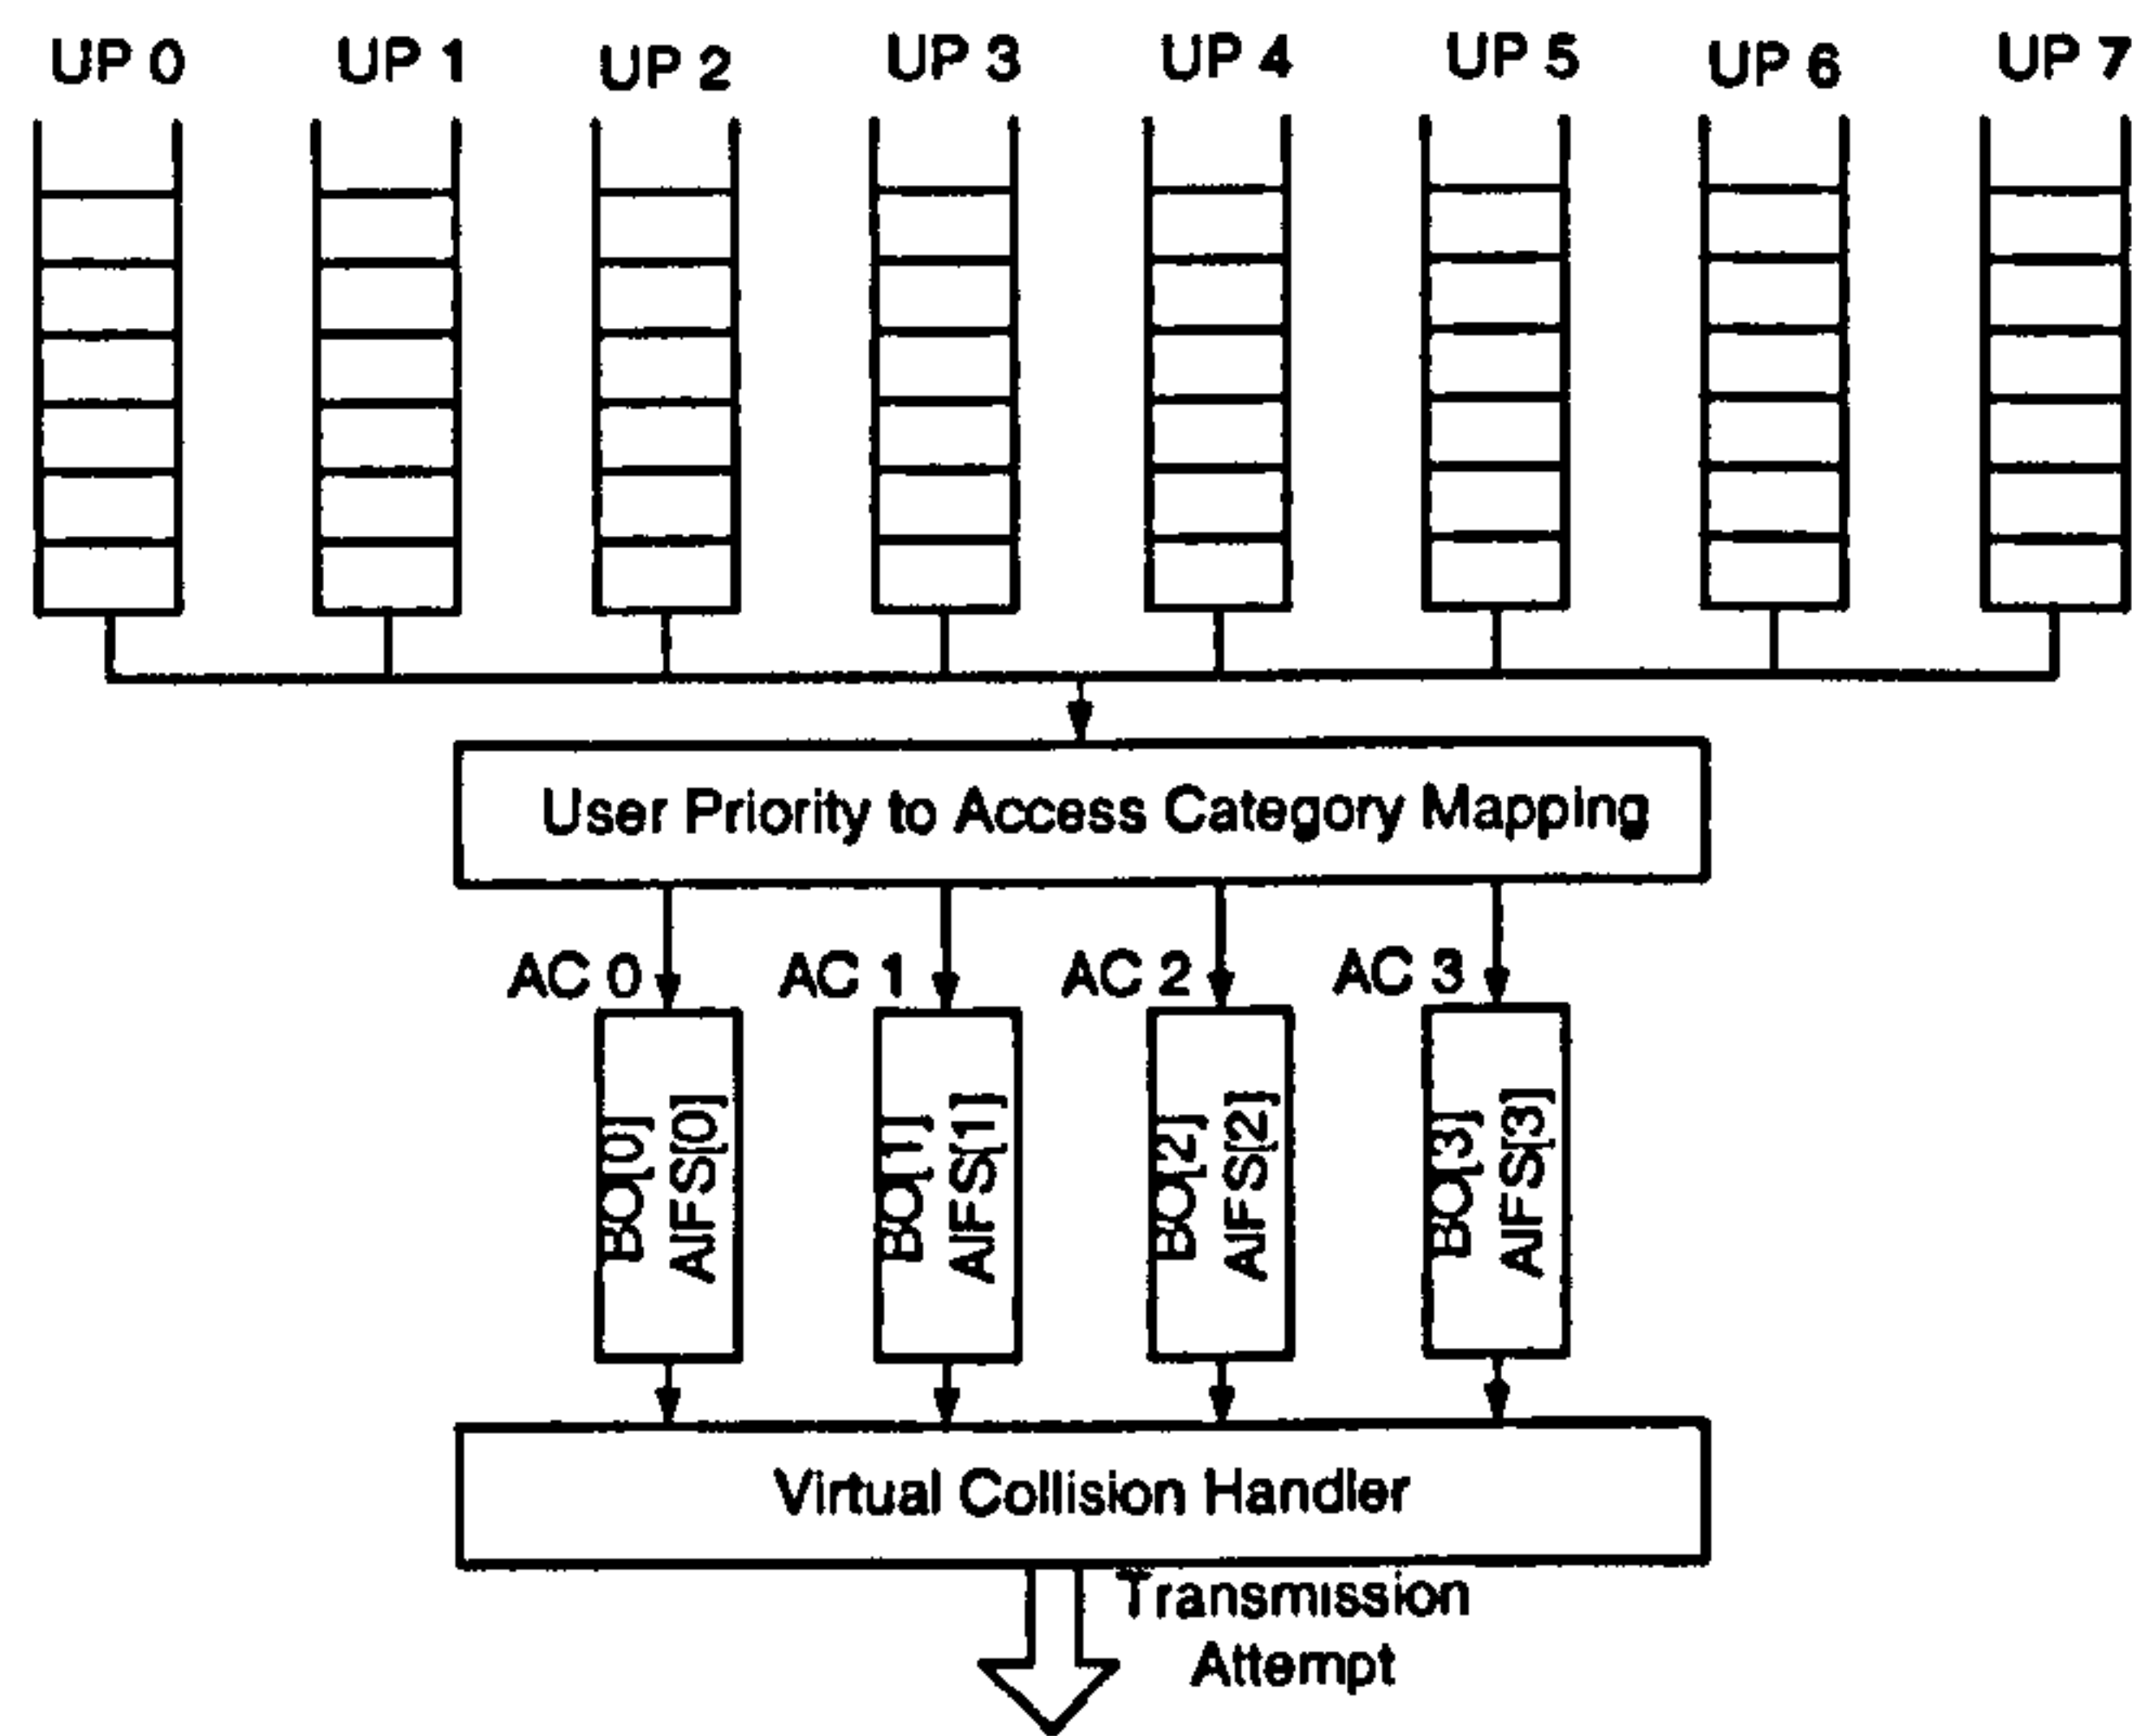 UP 0 UP 1 UP 2 UP 3 UP 4 UP 5 UP 6 UP 7
User Priority to Access Category Mapping
AC 0 AC 1 AC 2 AC 3
BO[0]
AIFS[0]
BO[1]
AIFS[1]
BO[2]
AIFS[2]
BO[3]
AIFS[3]
Virtual Collision Handler
Transmission
Attempt